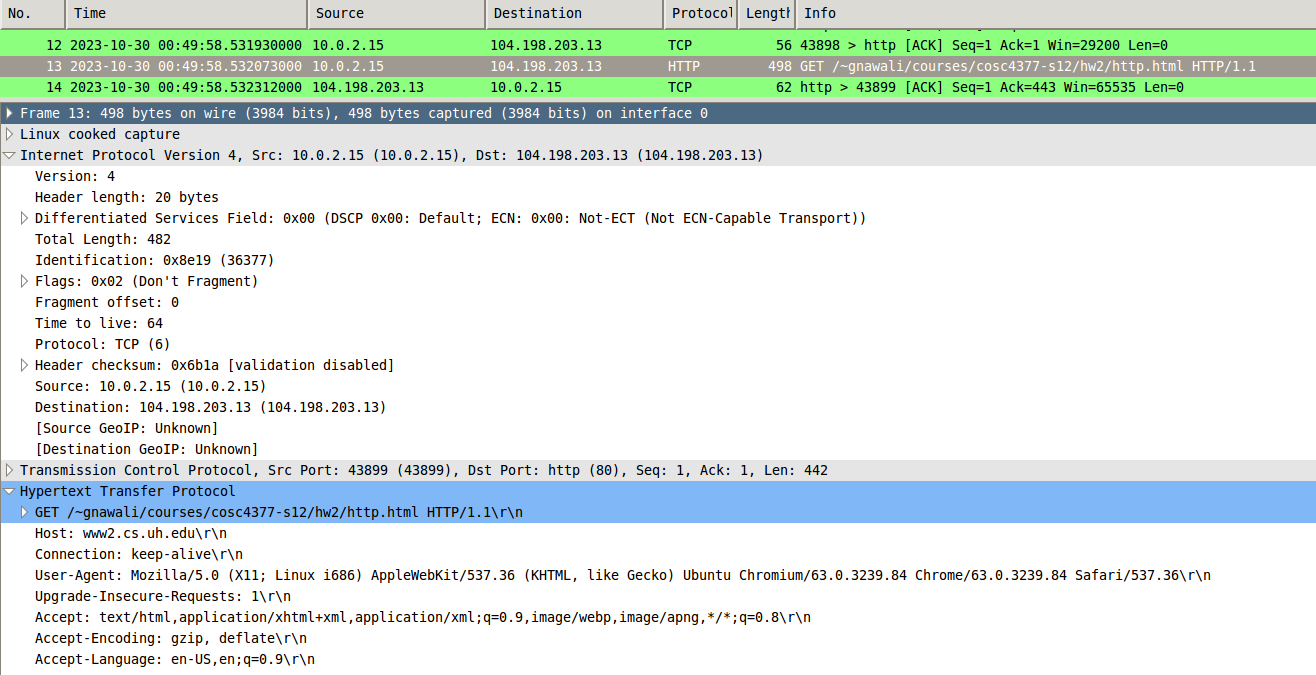 No. Time Source Destination Protocol Length Info
12 2023-10-30 00:49:58.531930000 10.0.2.15 104.198.203.13 TCP 56 43898 > http [ACK] Seq=1 Ack=1 Win=29200 Len=0
13 2023-10-30 00:49:58.532073000 10.0.2.15 104.198.203.13 HTTP 498 GET /~gnawali/courses/cosc4377-s12/hw2/http.html HTTP/1.1
14 2023-10-30 00:49:58.532312000 104.198.203.13 10.0.2.15 TCP 62 http > 43899 [ACK] Seq=1 Ack=443 Win=65535 Len=0
Frame 13: 498 bytes on wire (3984 bits), 498 bytes captured (3984 bits) on interface 0
Linux cooked capture
Internet Protocol Version 4, Src: 10.0.2.15 (10.0.2.15), Dst: 104.198.203.13 (104.198.203.13)
Version: 4
Header length: 20 bytes
Differentiated Services Field: 0x00 (DSCP 0x00: Default; ECN: 0x00: Not-ECT (Not ECN-Capable Transport))
Total Length: 482
Identification: 0x8e19 (36377)
Flags: 0x02 (Don't Fragment)
Fragment offset: 0
Time to live: 64
Protocol: TCP (6)
Header checksum: 0x6b1a [validation disabled]
Source: 10.0.2.15 (10.0.2.15)
Destination: 104.198.203.13 (104.198.203.13)
[Source GeoIP: Unknown]
[Destination GeoIP: Unknown]
Transmission Control Protocol, Src Port: 43899 (43899), Dst Port: http (80), Seq: 1, Ack: 1, Len: 442
Hypertext Transfer Protocol
GET /~gnawali/courses/cosc4377-s12/hw2/http.html HTTP/1.1\r\n
Host: www2.cs.uh.edu\r\n
Connection: keep-alive\r\n
User-Agent: Mozilla/5.0 (X11; Linux i686) AppleWebKit/537.36 (KHTML, like Gecko) Ubuntu Chromium/63.0.3239.84 Chrome/63.0.3239.84 Safari/537.36\r\n
Upgrade-Insecure-Requests: 1\r\n
Accept: text/html,application/xhtml+xml,application/xml;q=0.9,image/webp,image/apng,*/*;q=0.8\r\n
Accept-Encoding: gzip, deflate\r\n
Accept-Language: en-US,en;q=0.9\r\n